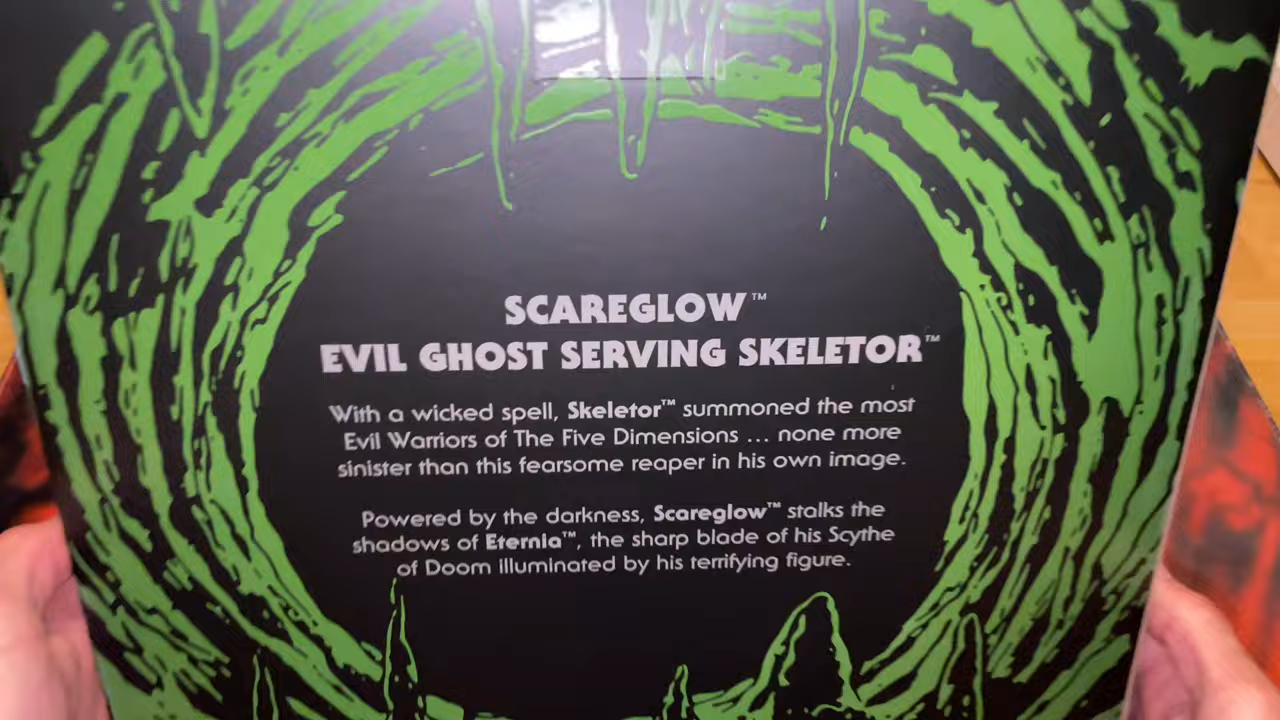 SCAREGLOW™
EVIL GHOST SERVING SKELETOR™
With a wicked spell, Skeletor™ summoned the most
Evil Warriors of The Five Dimensions ... none more
sinister than this fearsome reaper in his own image.
Powered by the darkness, Scareglow™ stalks the
shadows of Eternia™, the sharp blade of his Scythe
of Doom illuminated by his terrifying figure.